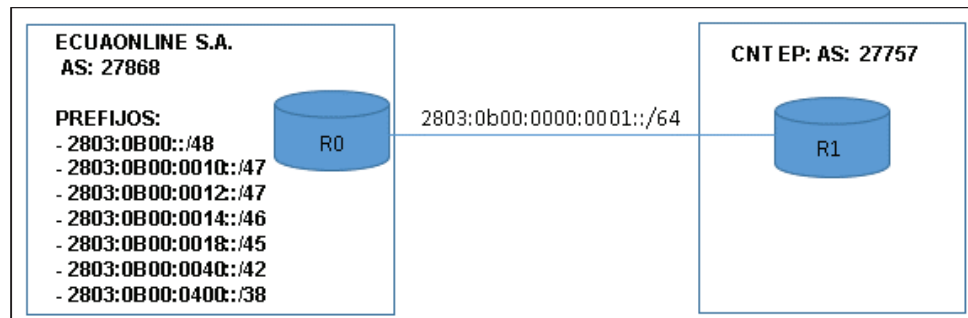 ECUAONLINE S.A.
AS: 27868
PREFIJOS:
- 2803:0B00::/48
- 2803:0B00:0010::/47
- 2803:0B00:0012::/47
- 2803:0B00:0014::/46
- 2803:0B00:0018::/45
- 2803:0B00:0040::/42
- 2803:0B00:0400::/38
R0
2803:0b00:0000:0001::/64
CNT EP: AS: 27757
R1